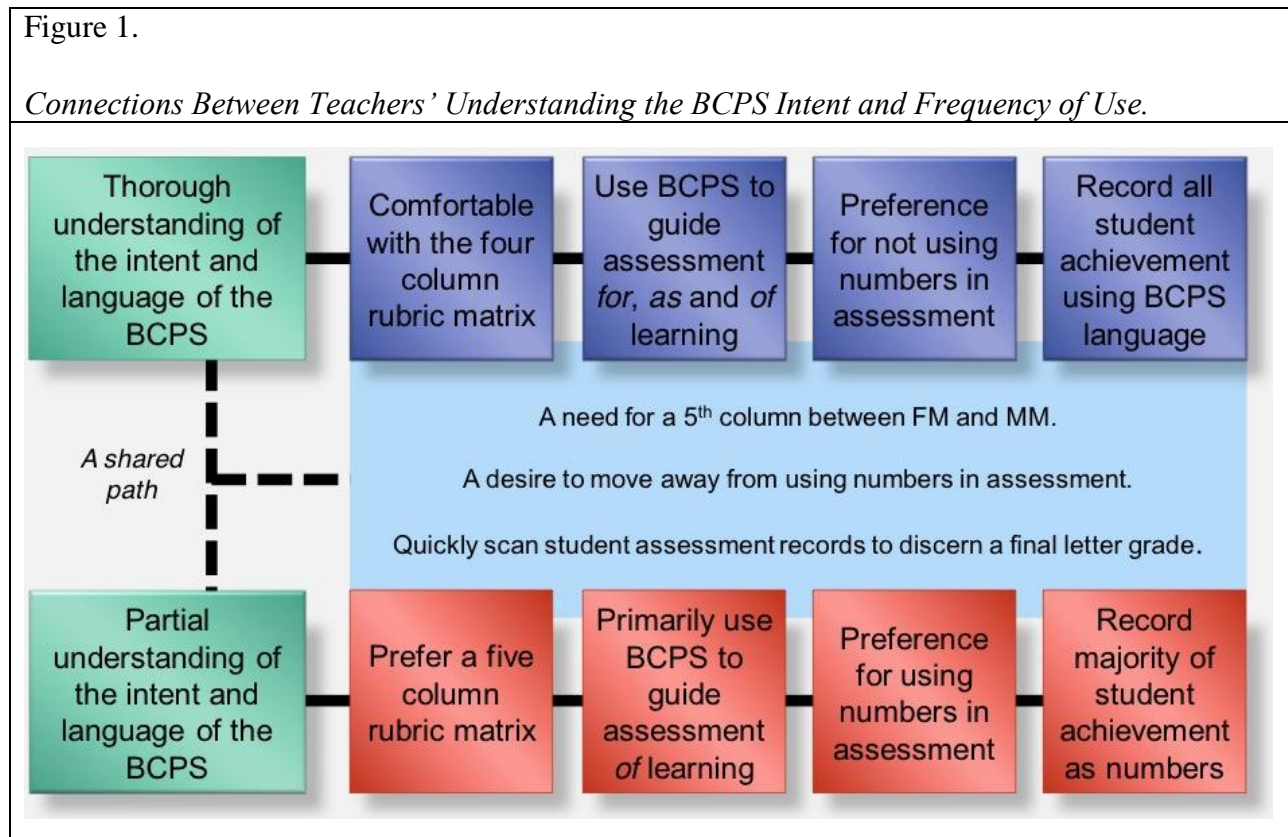 Figure 1.
Connections Between Teachers’ Understanding the BCPS Intent and Frequency of Use.
Thorough
understanding of
the intent and
language of the
BCPS
Comfortable
with the four
column
rubric matrix
Use BCPS to
guide
assessment
for, as and of
learning
Preference
for not using
numbers in
assessment
Record all
student
achievement
using BCPS
language
A shared
path
A need for a 5th column between FM and MM.
A desire to move away from using numbers in assessment.
Quickly scan student assessment records to discern a final letter grade.
Partial
understanding of
the intent and
language of the
BCPS
Prefer a five
column
rubric matrix
Primarily use
BCPS to
guide
assessment
of learning
Preference
for using
numbers in
assessment
Record
majority of
student
achievement
as numbers